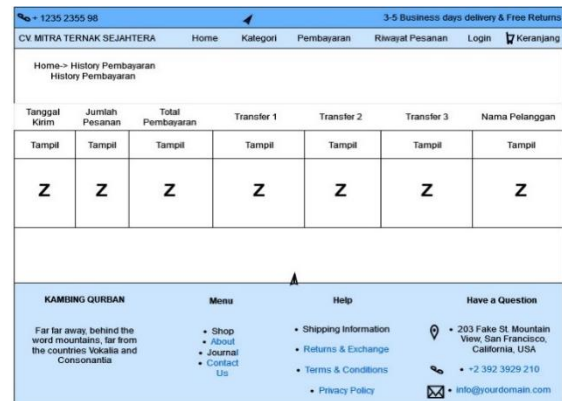 + 1235 2355 98 3-5 Business days delivery & Free Returns
CV. MITRA TERNAK SEJAHTERA Home Kategori Pembayaran Riwayat Pesanan Login Keranjang
Home-> History Pembayaran
History Pembayaran
Tanggal Kirim Jumlah Pesanan Total Pembayaran Transfer 1 Transfer 2 Transfer 3 Nama Pelanggan
Tampil Tampil Tampil Tampil Tampil Tampil Tampil
Z Z Z Z Z Z Z
KAMBING QURBAN
Far far away, behind the
word mountains, far from
the countries Vokalia and
Consonantia
Menu
• Shop
• About
• Journal
• Contact
Us
Help
• Shipping Information
• Returns & Exchange
• Terms & Conditions
• Privacy Policy
Have a Question
• 203 Fake St. Mountain
View, San Francisco,
California, USA
• +2 392 3929 210
• info@yourdomain.com